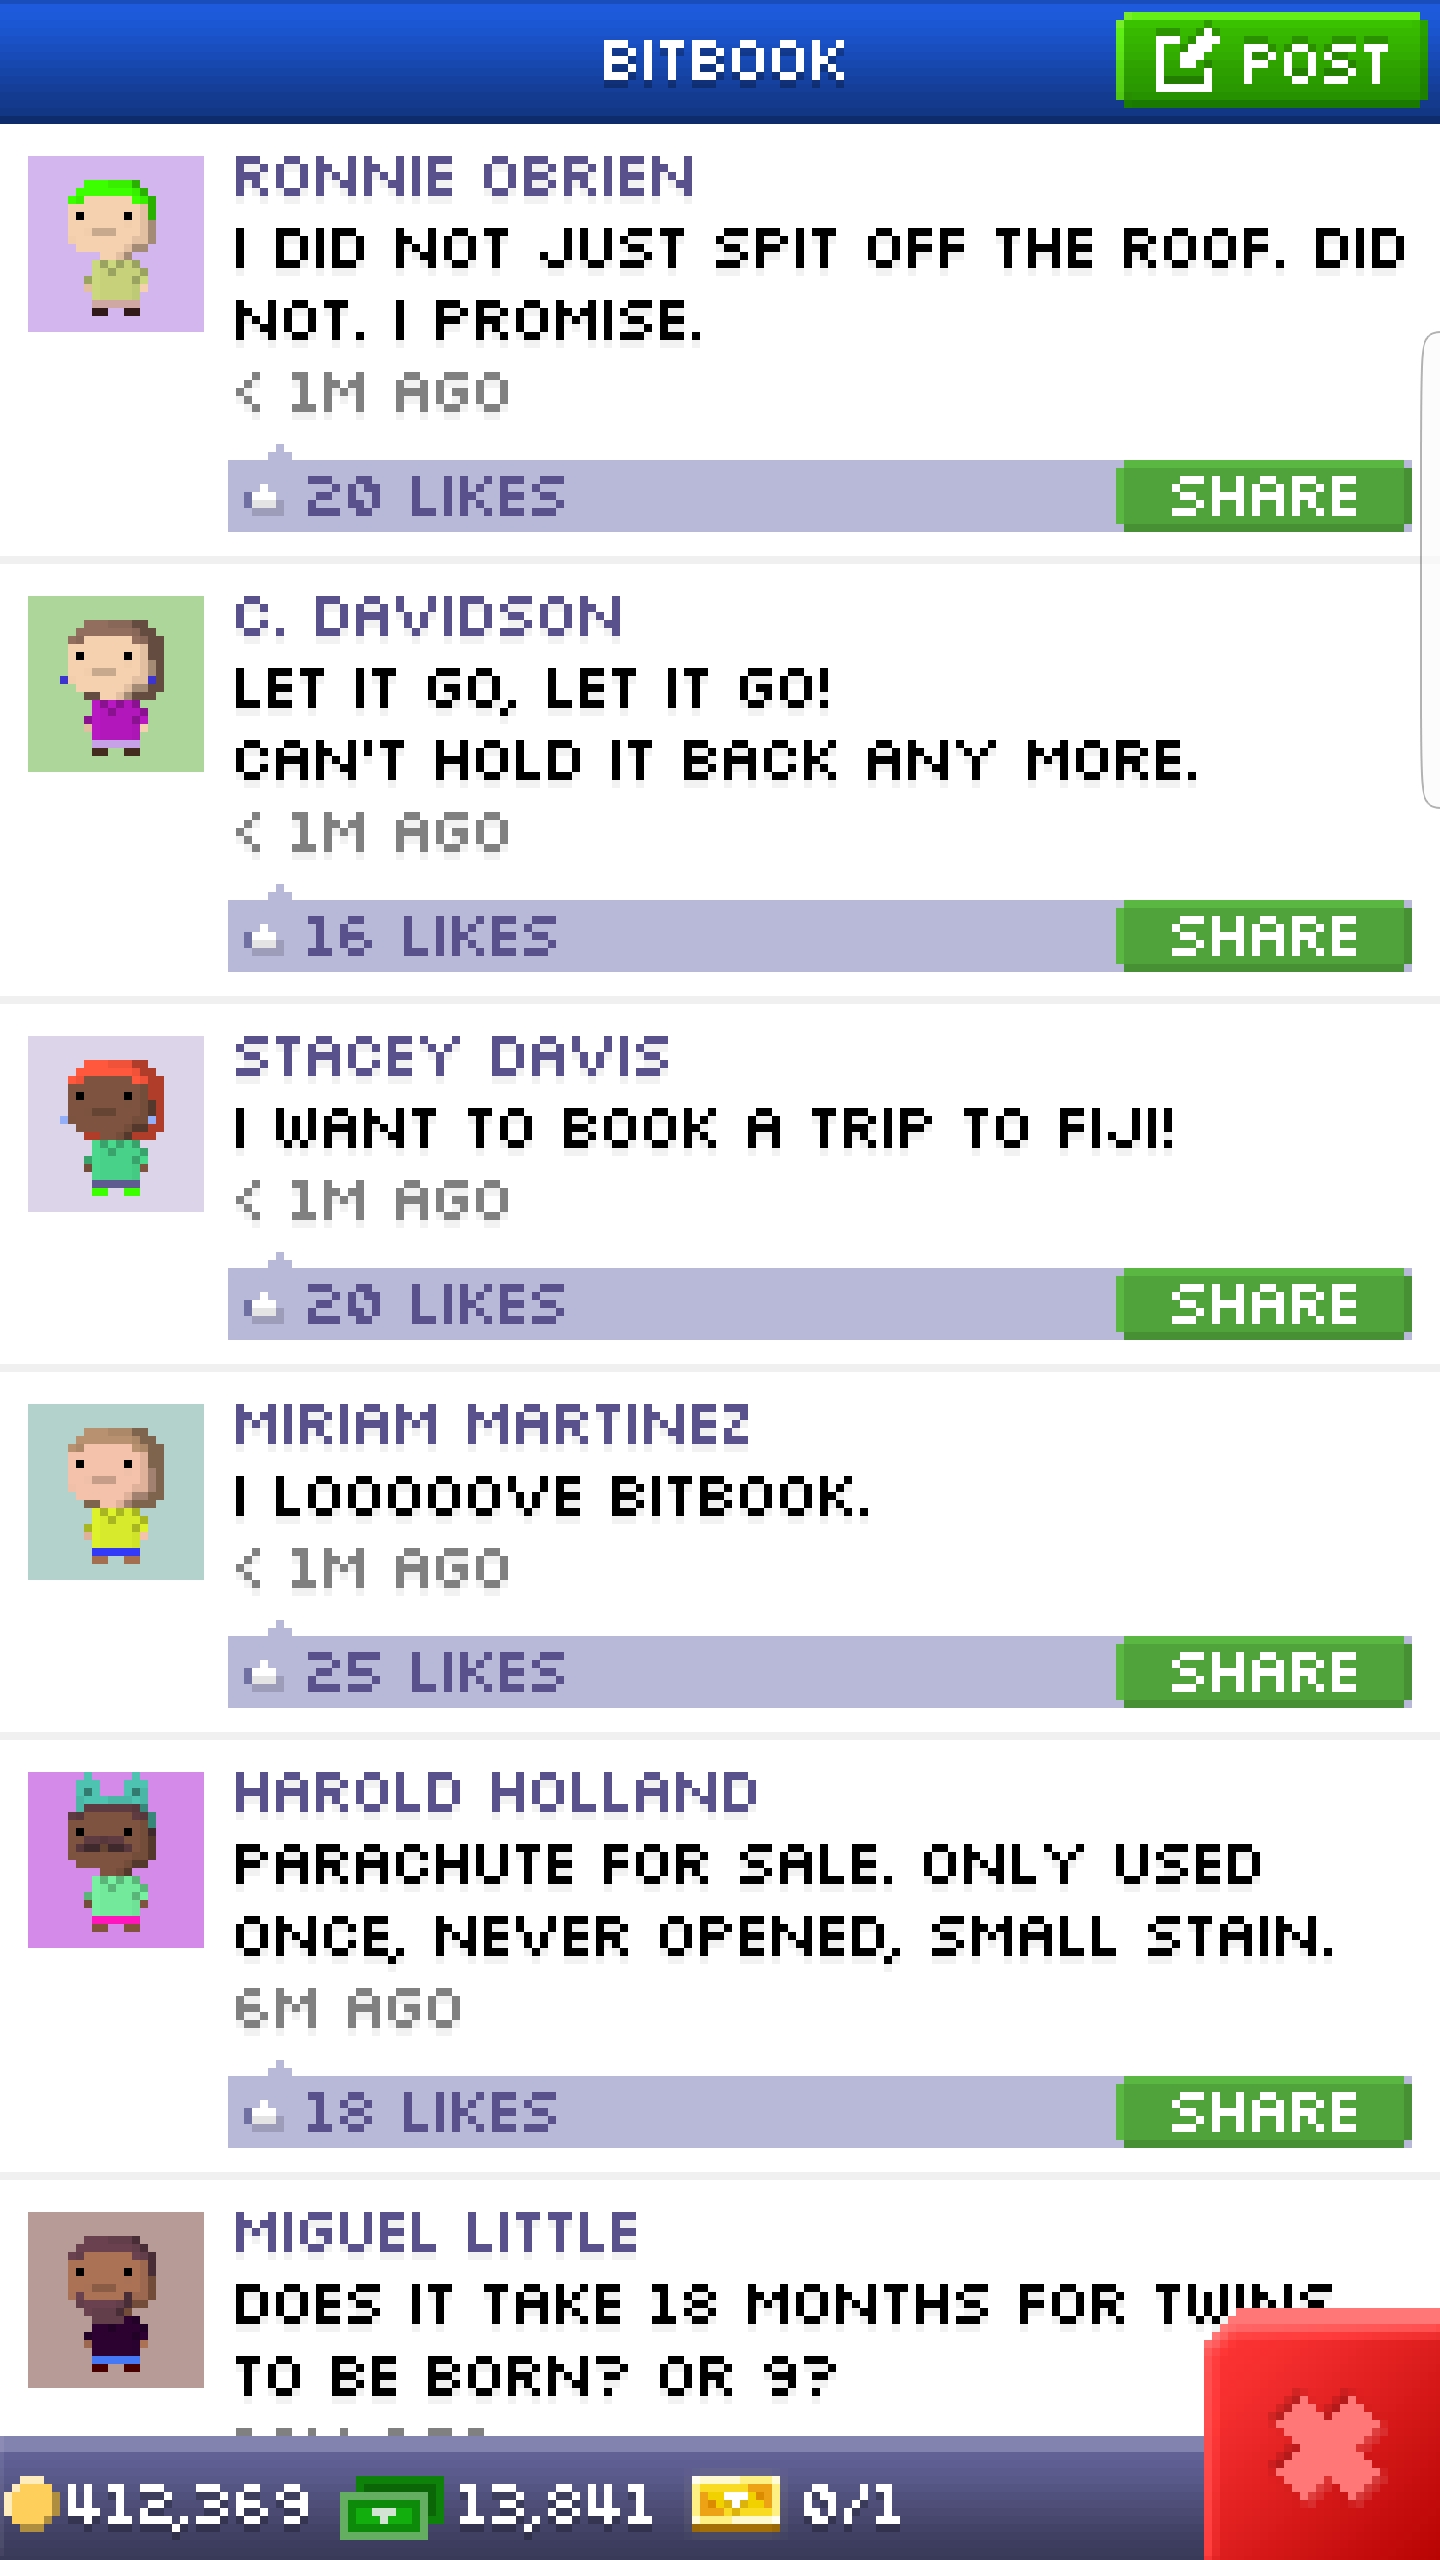 BITBOOK
POST
RONNIE OBRIEN
I DID NOT JUST SPIT OFF THE ROOF. DID
NOT. I PROMISE.
< 1M AGO
20 LIKES
SHARE
C. DAVIDSON
LET IT GO, LET IT GO!
CAN'T HOLD IT BACK ANY MORE.
< 1M AGO
16 LIKES
SHARE
STACEY DAVIS
I WANT TO BOOK A TRIP TO FIJI!
< 1M AGO
20 LIKES
SHARE
MIRIAM MARTINEZ
I LOOOOOVE BITBOOK.
< 1M AGO
25 LIKES
SHARE
HAROLD HOLLAND
PARACHUTE FOR SALE. ONLY USED
ONCE, NEVER OPENED, SMALL STAIN.
6M AGO
18 LIKES
SHARE
MIGUEL LITTLE
DOES IT TAKE 18 MONTHS FOR TWINS
TO BE BORN? OR 9?
412,369
13,841
0/1